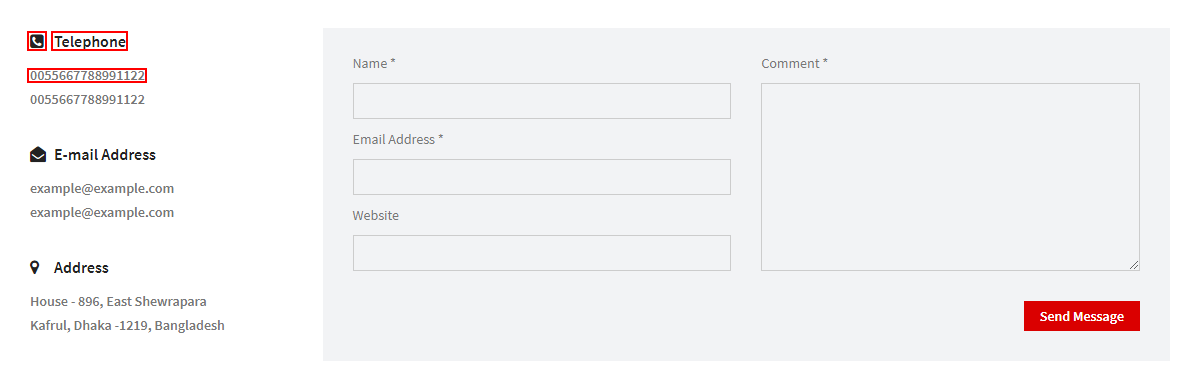 Telephone
0055667788991122
0055667788991122
E-mail Address
example@example.com
example@example.com
Address
House - 896, East Shewrapara
Kafrul, Dhaka -1219, Bangladesh
Name *
Email Address *
Website
Comment *
Send Message